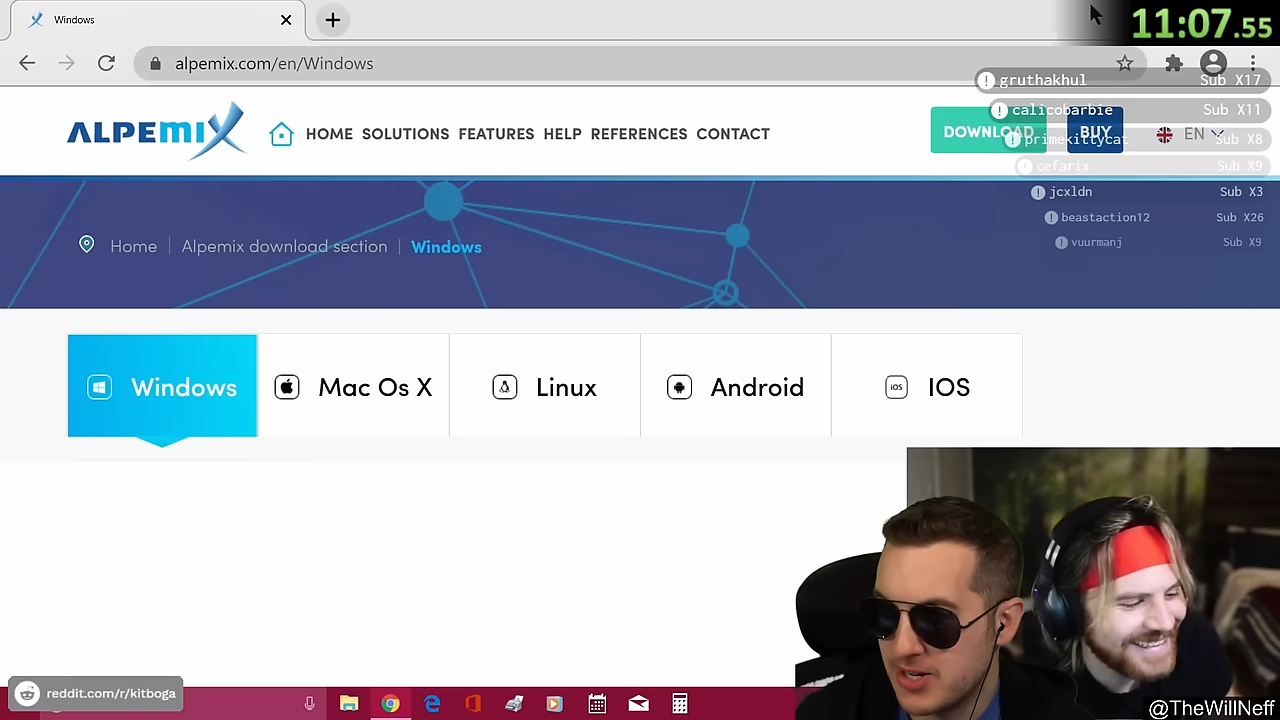 Windows
11:07.55
alpemix.com/en/Windows
gruthakhul Sub X17
ALPEMIX
HOME SOLUTIONS FEATURES HELP REFERENCES CONTACT
DOWNLOAD
BUY
EN
calicobarbie Sub X11
primekittycat Sub X8
cefarix Sub X9
jcxldn Sub X3
beastaction12 Sub X26
vuurmanj Sub X9
Home | Alpemix download section | Windows
Windows
Mac Os X
Linux
Android
iOS
IOS
reddit.com/r/kitboga
@TheWillNeff